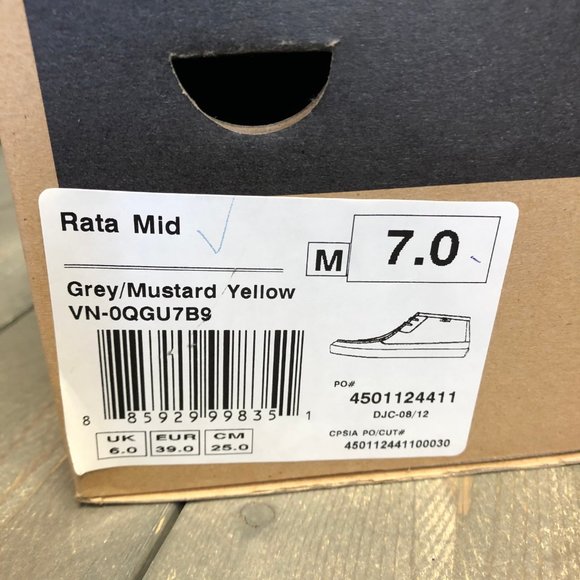 Rata Mid
M 7.0
Grey/Mustard Yellow
VN-0QGU7B9
8 85929 99835 1
UK EUR CM
6.0 39.0 25.0
PO#
4501124411
DJC-08/12
CPSIA PO/CUT#
450112441100030